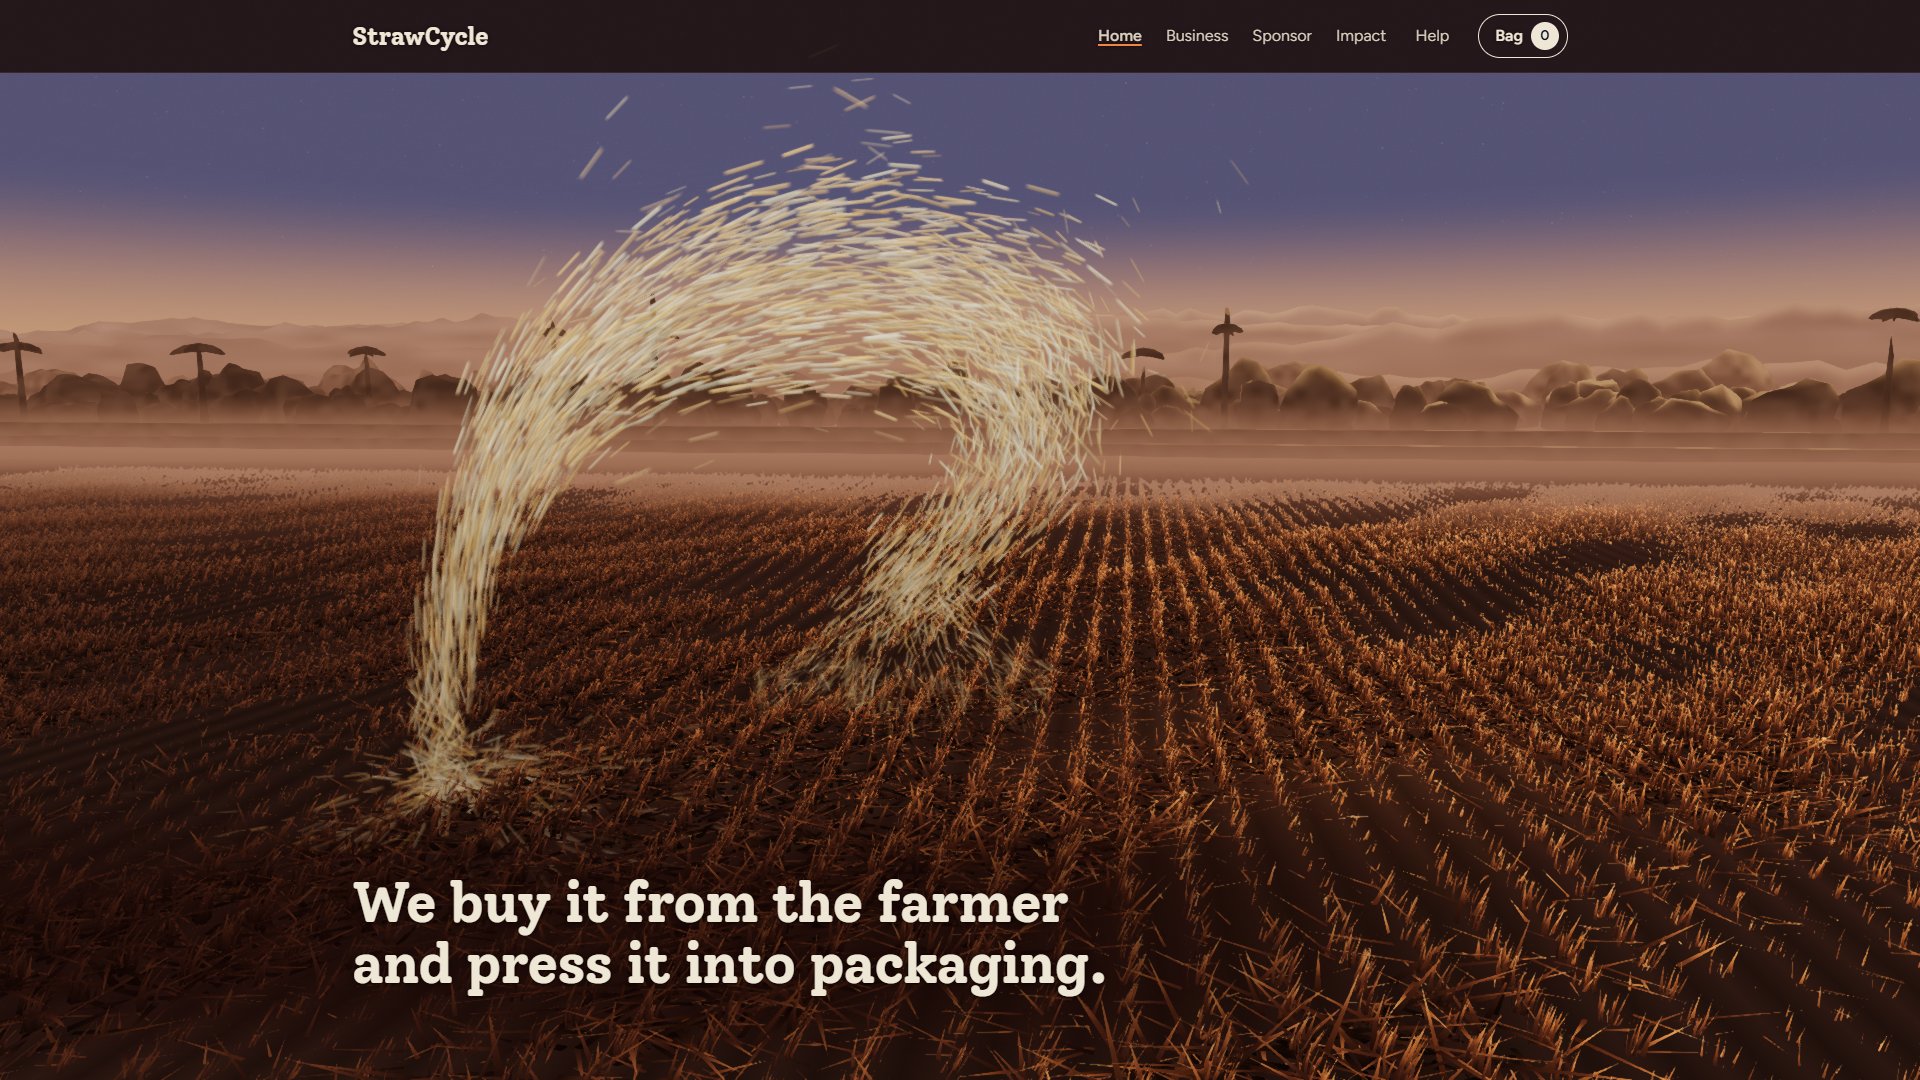 StrawCycle
Home Business Sponsor Impact Help Bag 0
We buy it from the farmer
and press it into packaging.